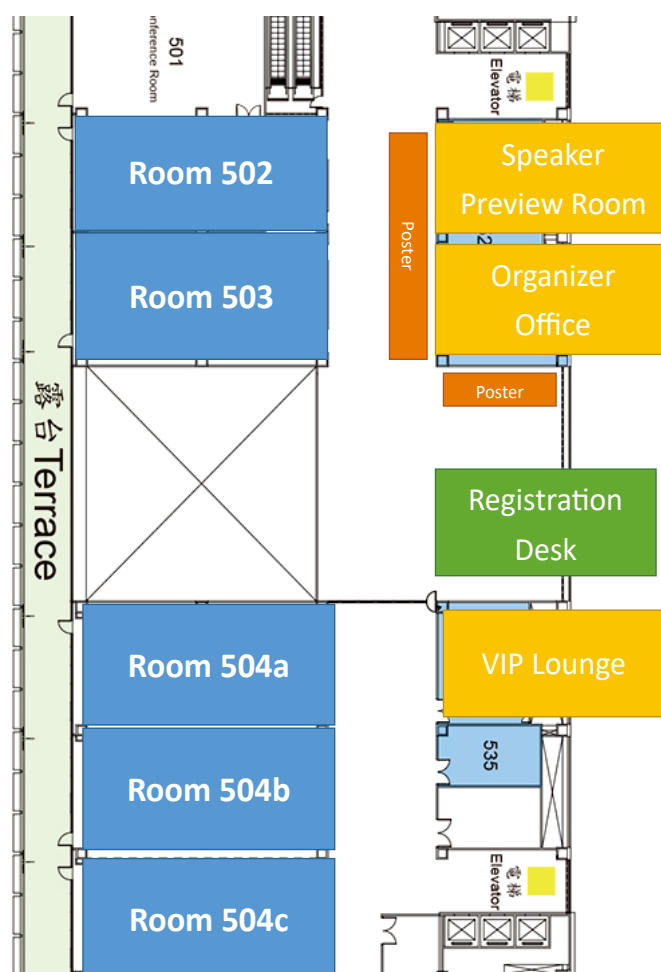 501
nference Room
電梯
Elevator
Room 502
Speaker
Preview Room
Poster
Room 503
Organizer
Office
Poster
露台 Terrace
Registration
Desk
Room 504a
VIP Lounge
535
Room 504b
電梯
Elevator
Room 504c